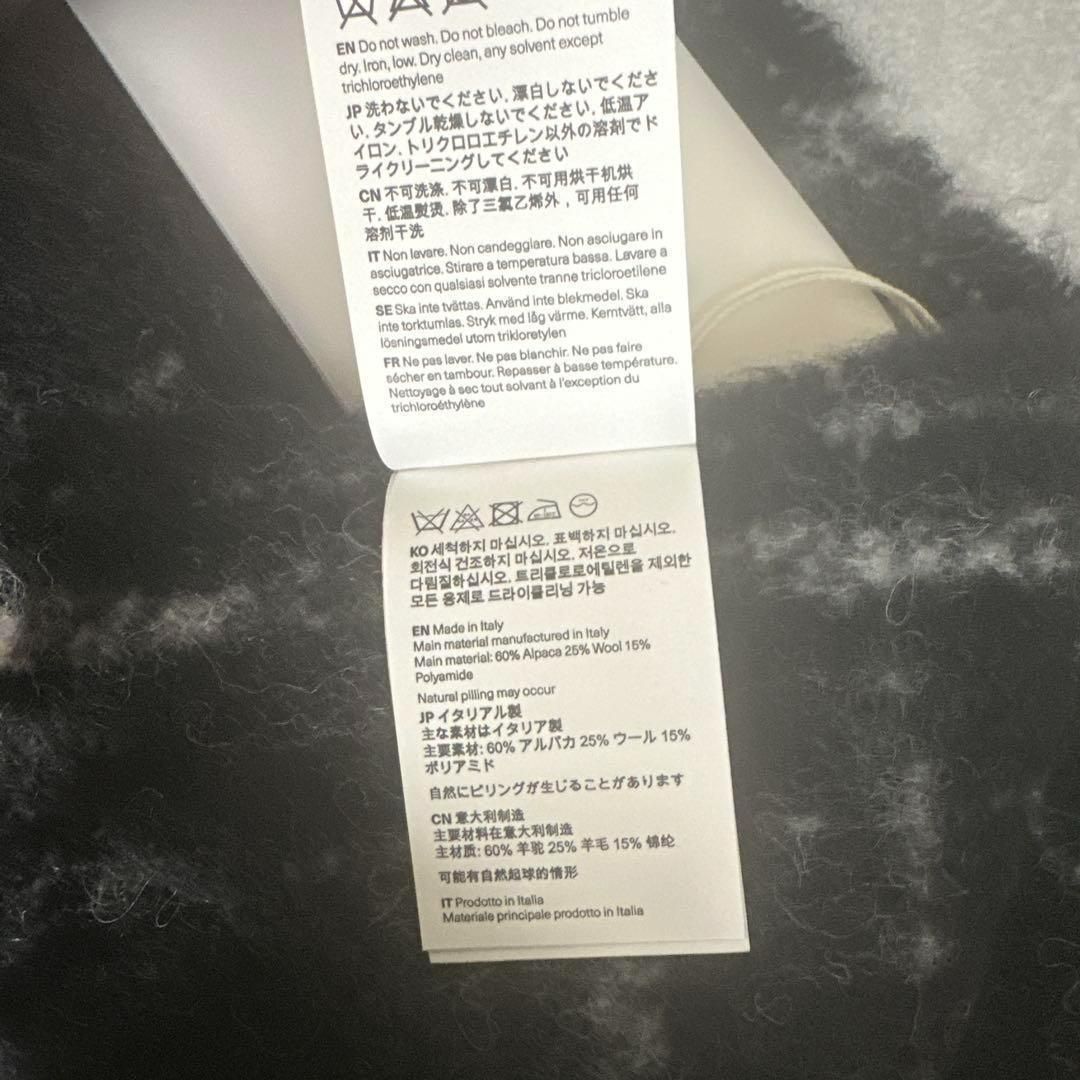 EN Do not wash. Do not bleach. Do not tumble
dry. Iron, low. Dry clean, any solvent except
trichloroethylene
JP 洗わないでください. 漂白しないでくださ
い. タンブル乾燥しないでください. 低温ア
イロン. トリクロロエチレン以外の溶剤でド
ライクリーニングしてください
CN 不可洗涤. 不可漂白. 不可用烘干机烘
干. 低温熨烫. 除了三氯乙烯外，可用任何
溶剂干洗
IT Non lavare. Non candeggiare. Non asciugare in
asciugatrice. Stirare a temperatura bassa. Lavare a
secco con qualsiasi solvente tranne tricloroetilene
SE Ska inte tvättas. Använd inte blekmedel. Ska
inte torktumlas. Stryk med låg värme. Kemtvätt, alla
lösningsmedel utom trikloretylen
FR Ne pas laver. Ne pas blanchir. Ne pas faire
sécher en tambour. Repasser à basse température.
Nettoyage à sec tout solvant à l'exception du
trichloroéthylène
KO 세척하지 마십시오. 표백하지 마십시오.
회전식 건조하지 마십시오. 저온으로
다림질하십시오. 트리클로로에틸렌을 제외한
모든 용제로 드라이클리닝 가능
EN Made in Italy
Main material manufactured in Italy
Main material: 60% Alpaca 25% Wool 15%
Polyamide
Natural pilling may occur
JP イタリアル製
主な素材はイタリア製
主要素材: 60% アルパカ 25% ウール 15%
ポリアミド
自然にピリングが生じることがあります
CN 意大利制造
主要材料在意大利制造
主材质: 60% 羊驼 25% 羊毛 15% 锦纶
可能有自然起球的情形
IT Prodotto in Italia
Materiale principale prodotto in Italia